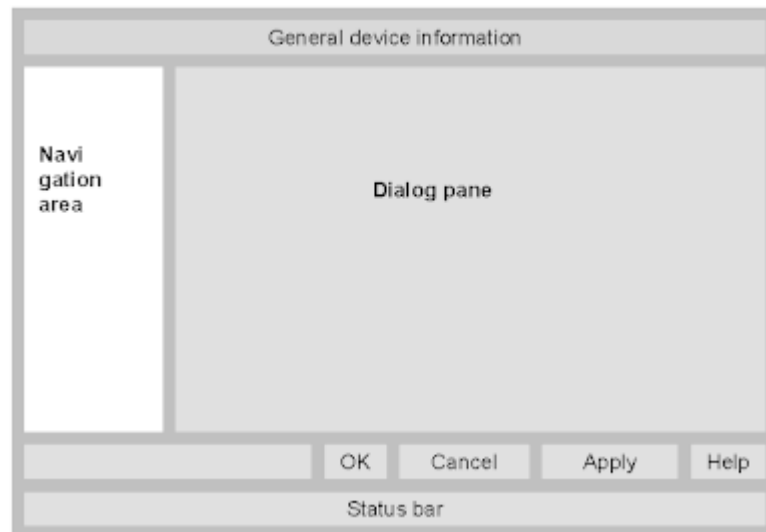 General device information
Navi
gation
area
Dialog pane
OK Cancel Apply Help
Status bar